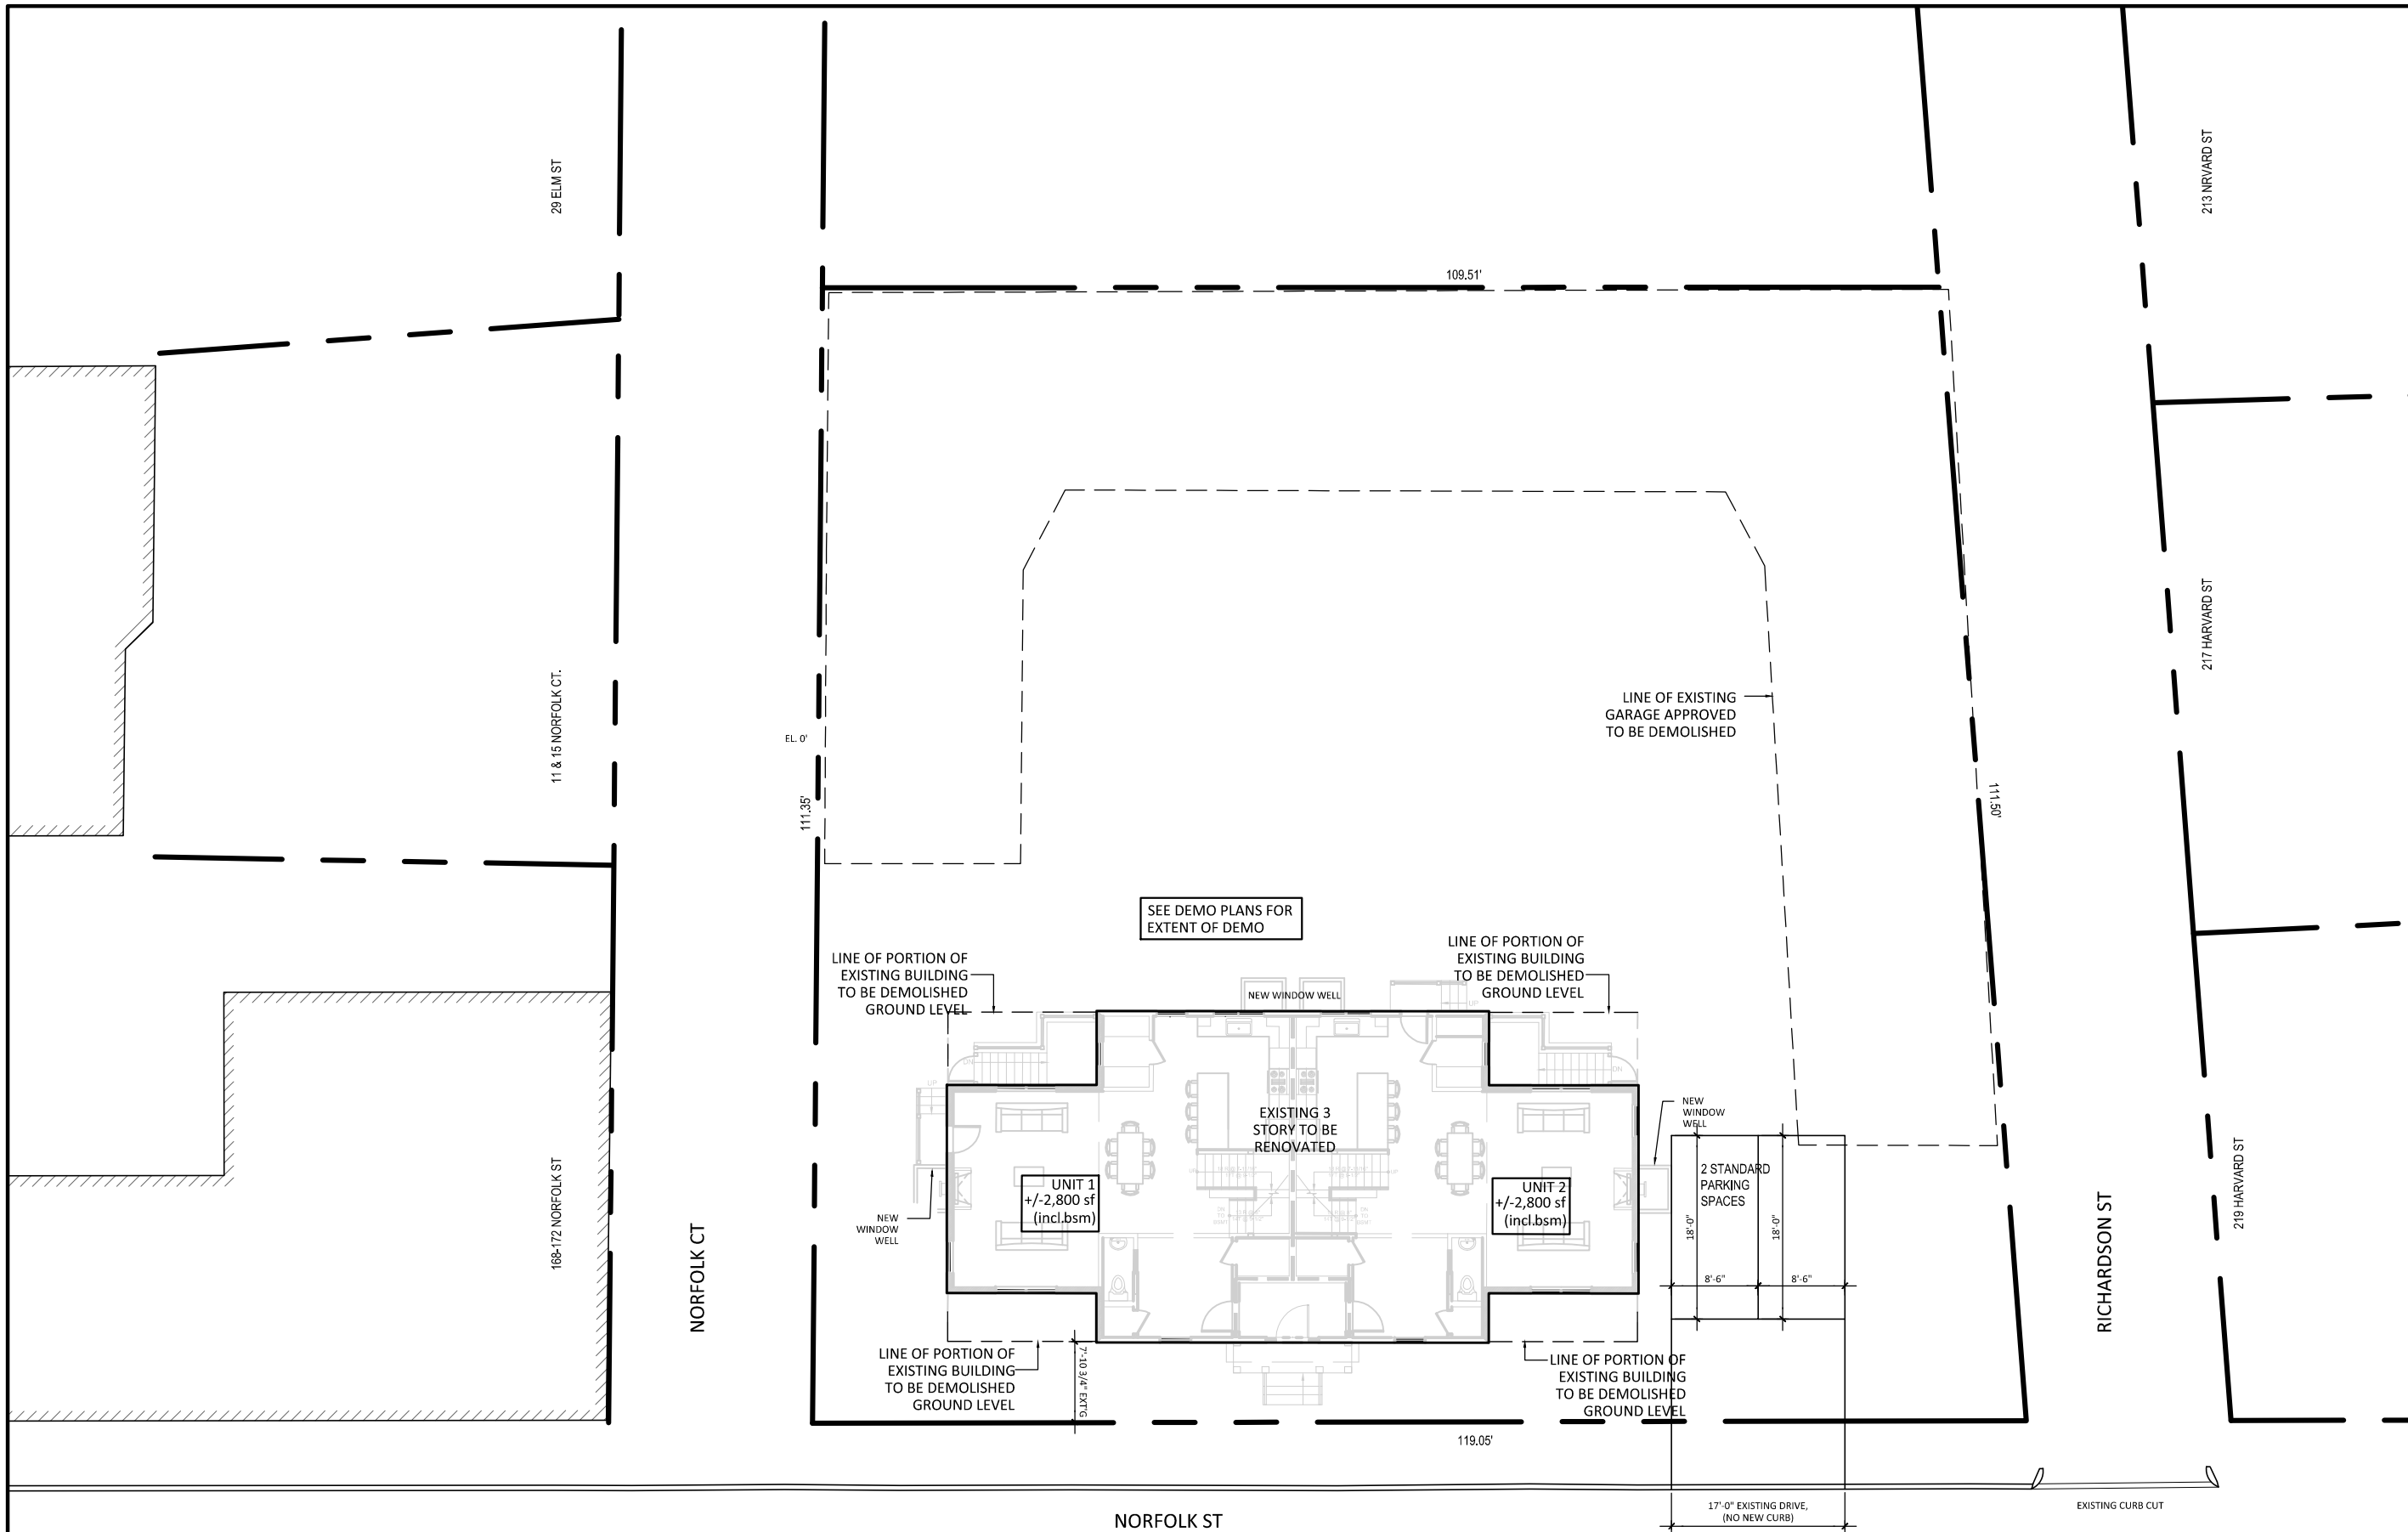 29 ELM ST
213 NRVARD ST
109.51'
217 HARVARD ST
11 & 15 NORFOLK CT.
EL. 0'
111.35'
LINE OF EXISTING
GARAGE APPROVED
TO BE DEMOLISHED
111.50'
SEE DEMO PLANS FOR
EXTENT OF DEMO
LINE OF PORTION OF
EXISTING BUILDING
TO BE DEMOLISHED
GROUND LEVEL
LINE OF PORTION OF
EXISTING BUILDING
TO BE DEMOLISHED
GROUND LEVEL
NEW WINDOW WELL
UP
DN
DN
UP
EXISTING 3
STORY TO BE
RENOVATED
NEW
WINDOW
WELL
2 STANDARD
PARKING
SPACES
18'-0"
18'-0"
8'-6"
8'-6"
UNIT 1
+/-2,800 sf
(incl.bsm)
UNIT 2
+/-2,800 sf
(incl.bsm)
UP
UP
NEW
WINDOW
WELL
168-172 NORFOLK ST
NORFOLK CT
RICHARDSON ST
219 HARVARD ST
LINE OF PORTION OF
EXISTING BUILDING
TO BE DEMOLISHED
GROUND LEVEL
7'-10 3/4" EXT'G
LINE OF PORTION OF
EXISTING BUILDING
TO BE DEMOLISHED
GROUND LEVEL
119.05'
17'-0" EXISTING DRIVE,
(NO NEW CURB)
EXISTING CURB CUT
NORFOLK ST